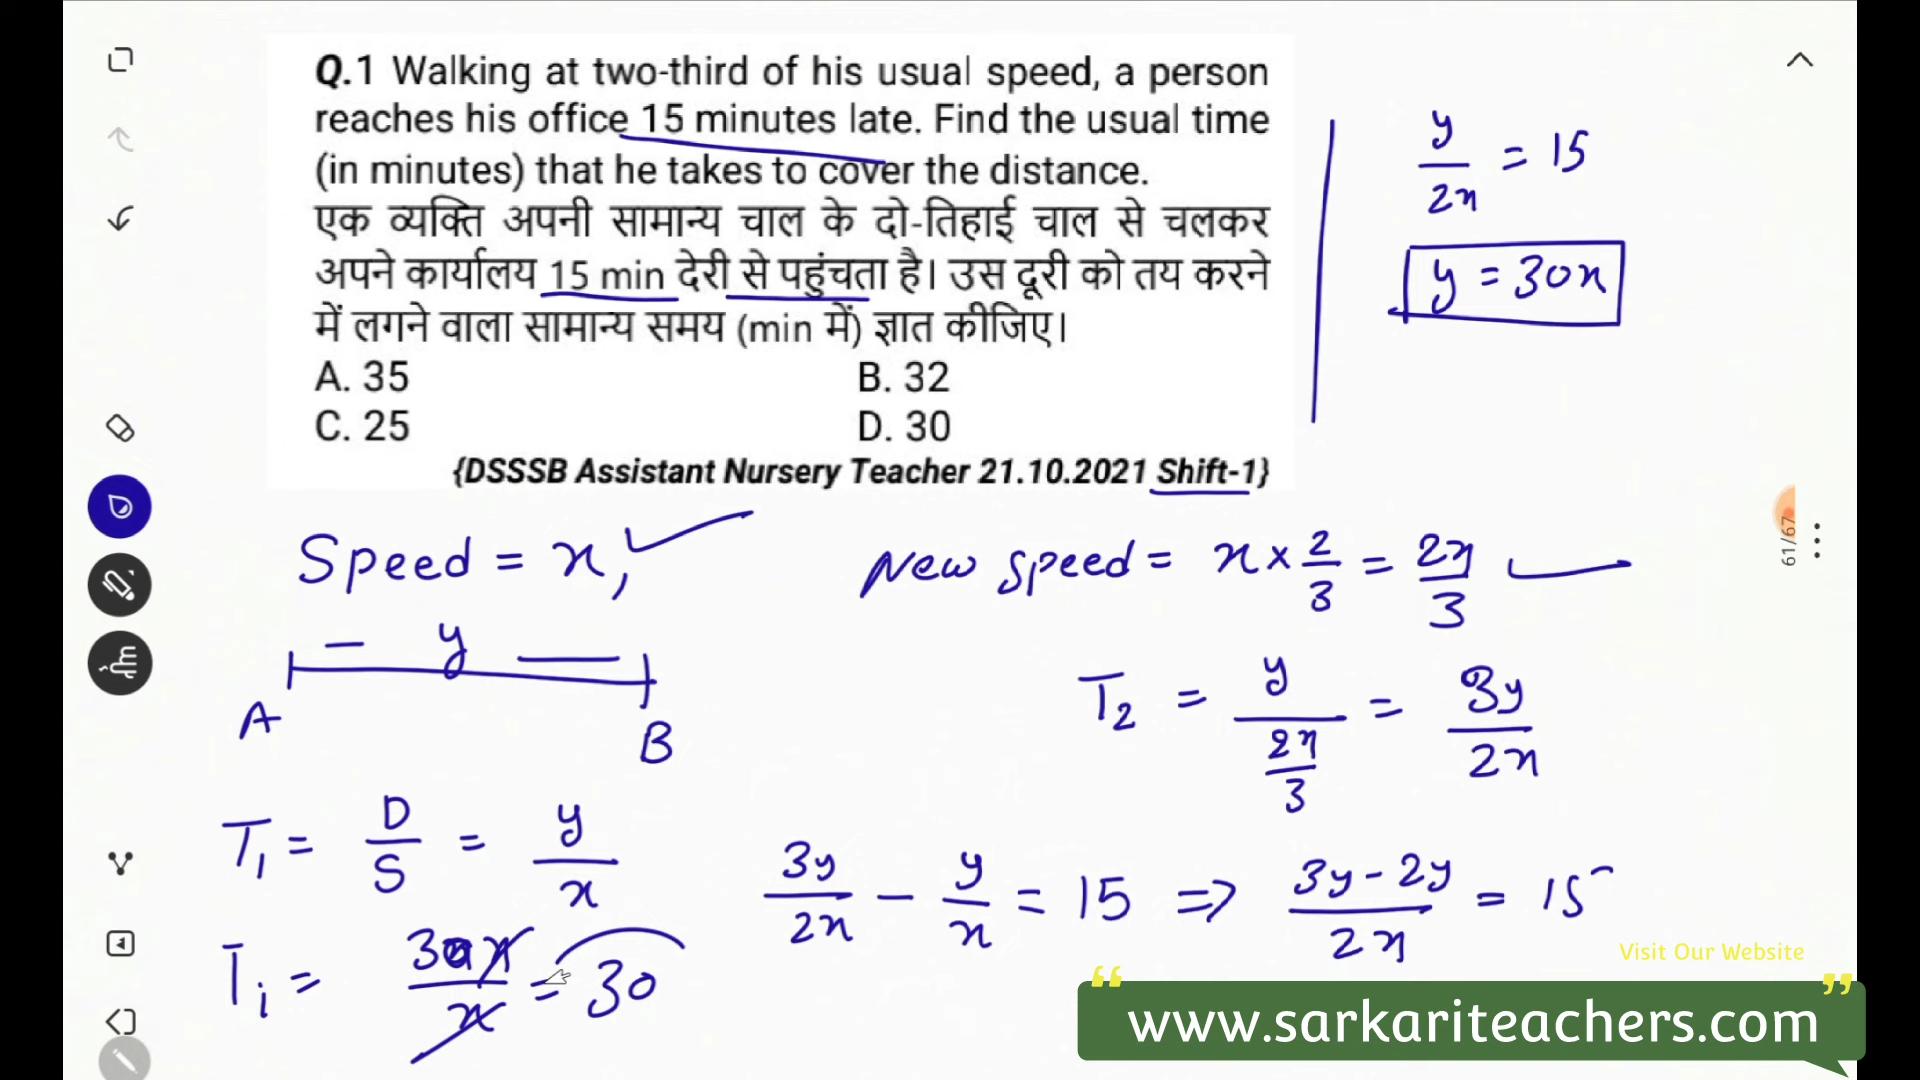 Q.1 Walking at two-third of his usual speed, a person
reaches his office 15 minutes late. Find the usual time
(in minutes) that he takes to cover the distance.
एक व्यक्ति अपनी सामान्य चाल के दो-तिहाई चाल से चलकर
अपने कार्यालय 15 min देरी से पहुंचता है। उस दूरी को तय करने
में लगने वाला सामान्य समय (min में) ज्ञात कीजिए।
A. 35 B. 32
C. 25 D. 30
{DSSSB Assistant Nursery Teacher 21.10.2021 Shift-1}
y/2x = 15
y = 30x
Speed = x,
New speed = x × 2/3 = 2x/3
y
A B
T2 = y/(2x/3) = 3y/2x
T1 = D/S = y/x
3y/2x - y/x = 15 => 3y-2y/2x = 15
T1 = 30x/x = 30
61/67
Visit Our Website
“ www.sarkariteachers.com ”